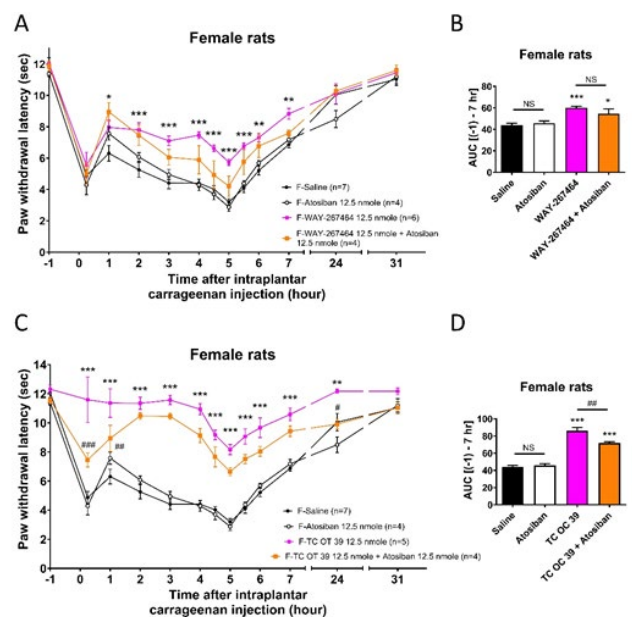 A
Female rats
Paw withdrawal latency (sec)
14
12
10
8
6
4
2
0
* *** *** *** *** *** *** ** **
F-Saline (n=7)
F-Atosiban 12.5 nmole (n=4)
F-WAY-267464 12.5 nmole (n=6)
F-WAY-267464 12.5 nmole + Atosiban
12.5 nmole (n=4)
-1 0 1 2 3 4 5 6 7 24 31
Time after intraplantar
carrageenan injection (hour)
B
Female rats
AUC [(-1) - 7 hr]
100
80
60
40
20
0
NS
NS
***
*
Saline
Atosiban
WAY-267464
WAY-267464 + Atosiban
C
Female rats
Paw withdrawal latency (sec)
14
12
10
8
6
4
2
0
*** *** *** *** *** *** *** *** *** *** **
### ## #
F-Saline (n=7)
F-Atosiban 12.5 nmole (n=4)
F-TC OT 39 12.5 nmole (n=5)
F-TC OT 39 12.5 nmole + Atosiban 12.5 nmole (n=4)
-1 0 1 2 3 4 5 6 7 24 31
Time after intraplantar
carrageenan injection (hour)
D
Female rats
AUC [(-1) - 7 hr]
100
80
60
40
20
0
##
NS
***
***
Saline
Atosiban
TC OC 39
TC OC 39 + Atosiban